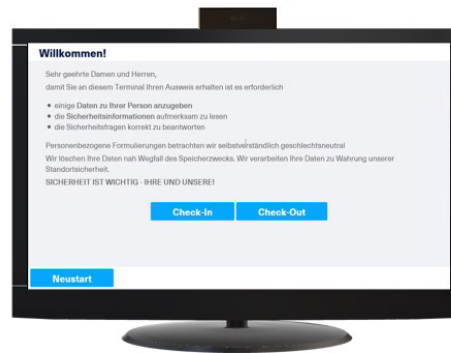 Willkommen!
Sehr geehrte Damen und Herren,
damit Sie an diesem Terminal Ihren Ausweis erhalten ist es erforderlich
• einige Daten zu Ihrer Person anzugeben
• die Sicherheitsinformationen aufmerksam zu lesen
• die Sicherheitsfragen korrekt zu beantworten
Personenbezogene Formulierungen betrachten wir selbstverständlich geschlechtsneutral
Wir löschen Ihre Daten nah Wegfall des Speicherzwecks. Wir verarbeiten Ihre Daten zu Wahrung unserer
Standortsicherheit.
SICHERHEIT IST WICHTIG - IHRE UND UNSERE!
Check-In Check-Out
Neustart